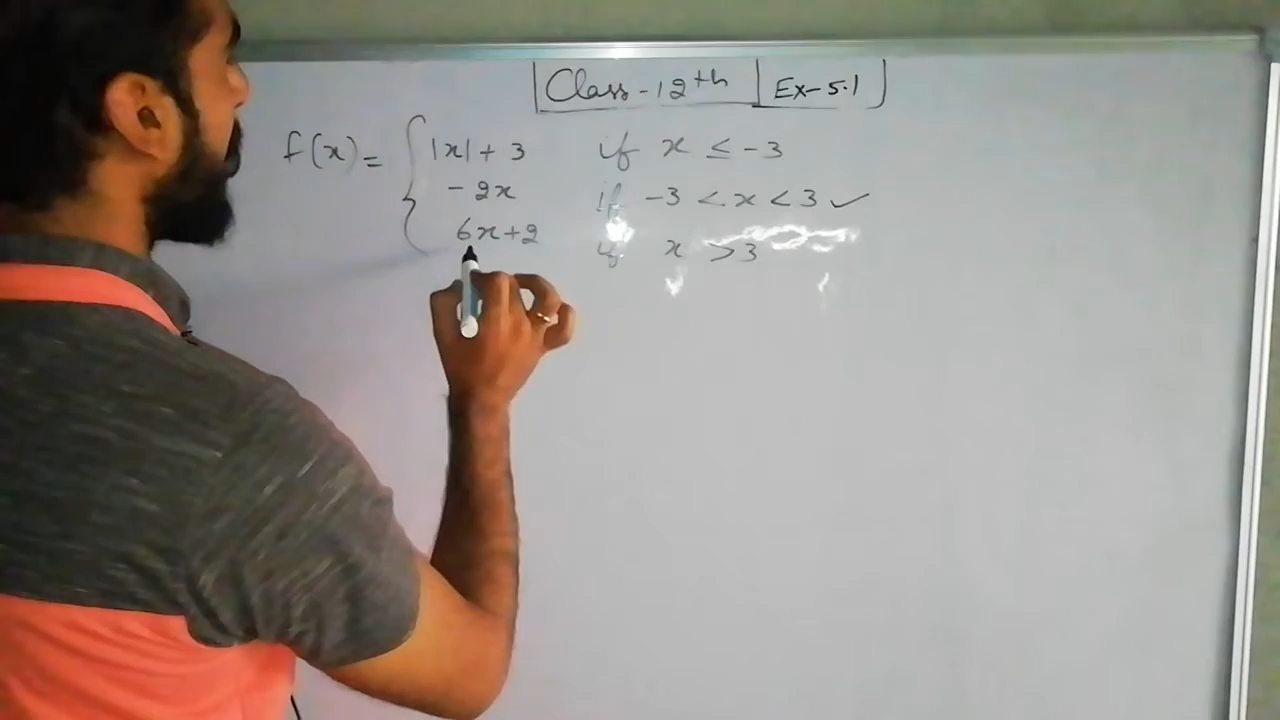 Class-12th Ex-5.1
f(x) = { |x| + 3 if x ≤ -3
-2x if -3 < x < 3 ✓
6x+2 if x > 3